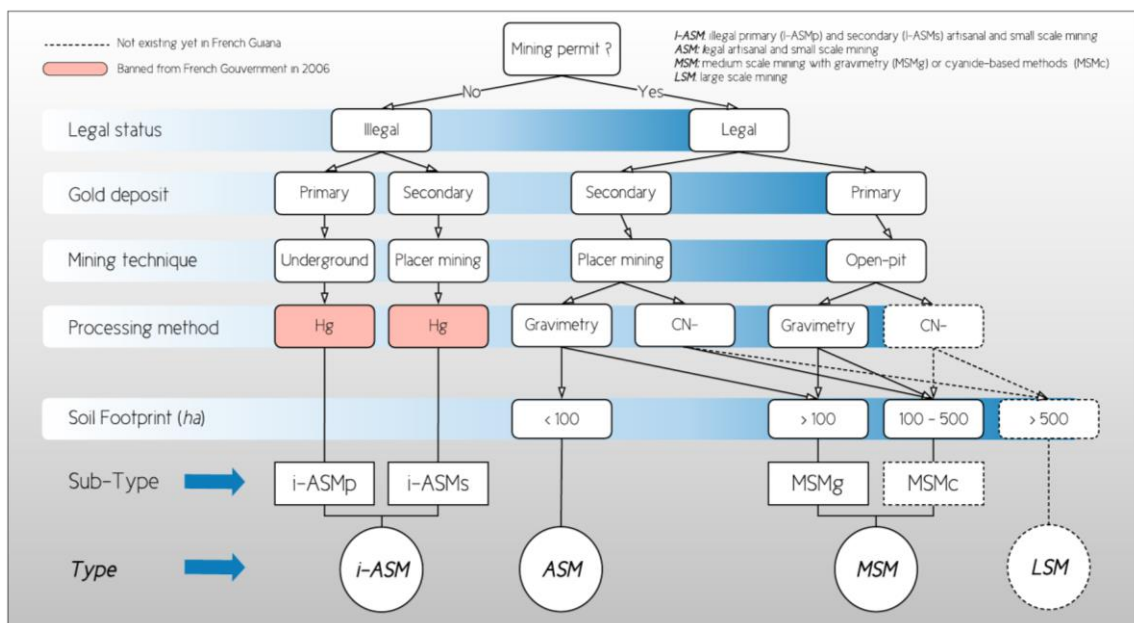 Not existing yet in French Guiana
Banned from French Gouvernment in 2006
Mining permit ?
I-ASM: illegal primary (I-ASMp) and secondary (I-ASMs) artisanal and small scale mining
ASM: legal artisanal and small scale mining
MSM: medium scale mining with gravimetry (MSMg) or cyanide-based methods (MSMc)
LSM: large scale mining
No Yes
Legal status Illegal Legal
Gold deposit Primary Secondary Secondary Primary
Mining technique Underground Placer mining Placer mining Open-pit
Processing method Hg Hg Gravimetry CN- Gravimetry CN-
Soil Footprint (ha) < 100 > 100 100 - 500 > 500
Sub-Type i-ASMp i-ASMs MSMg MSMc
Type i-ASM ASM MSM LSM